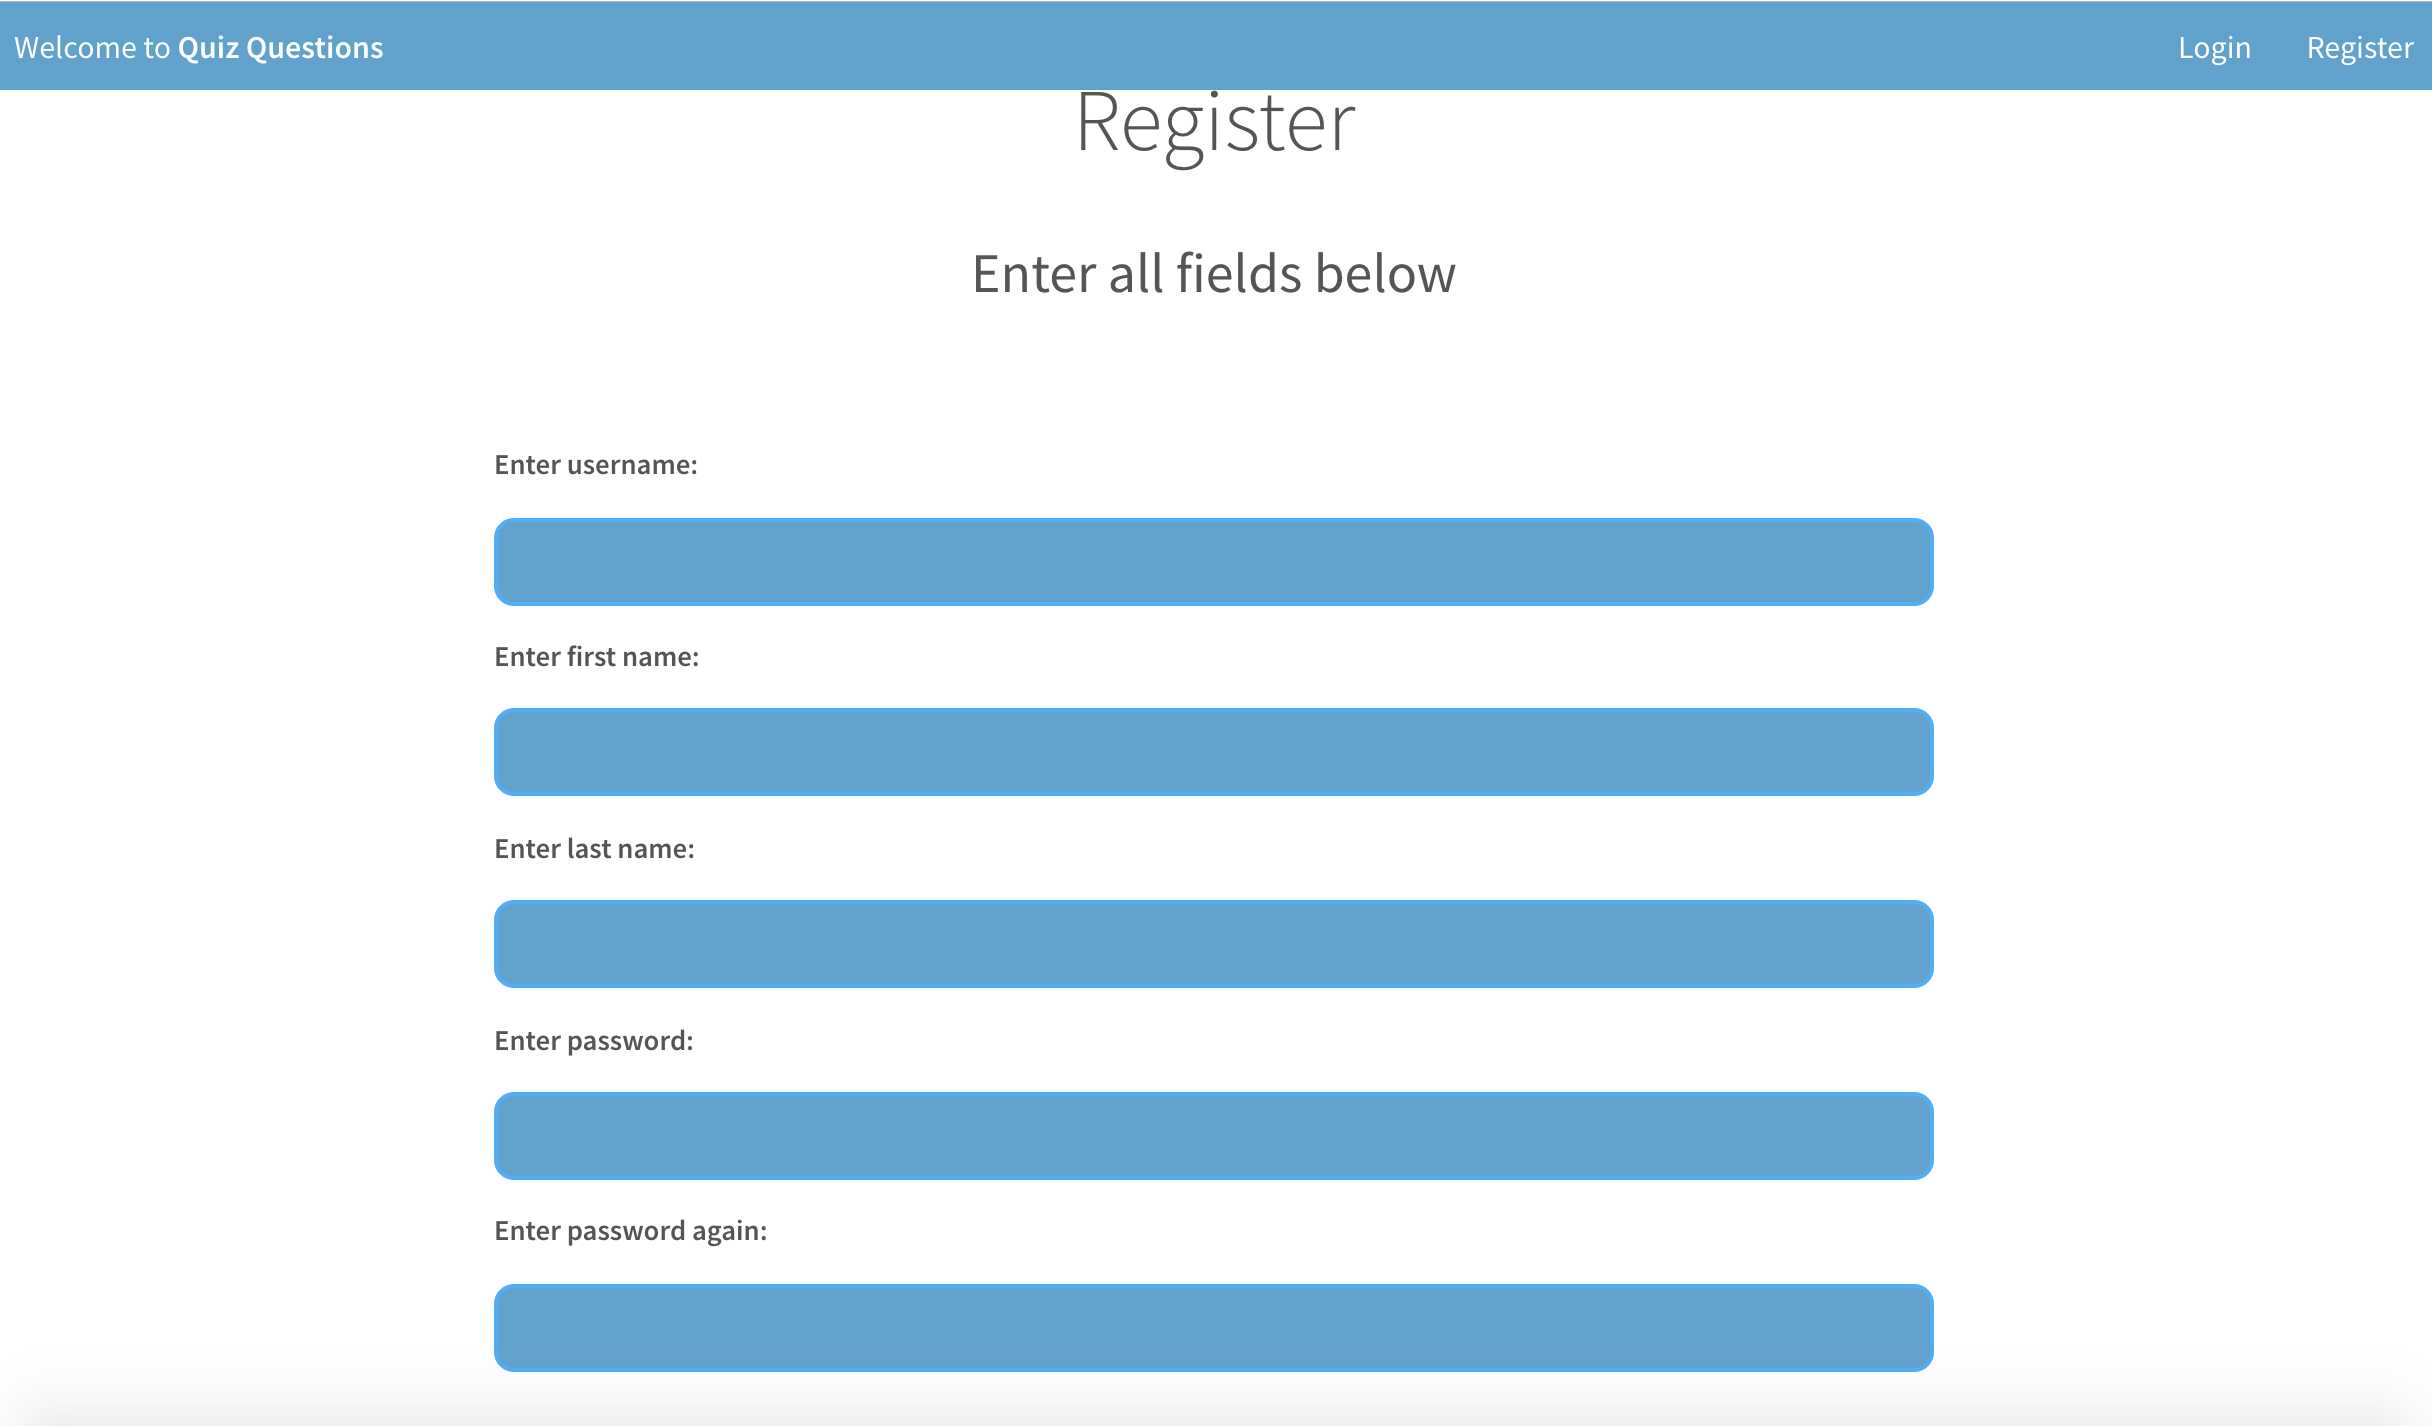 Welcome to Quiz Questions Login Register
Register
Enter all fields below
Enter username:
Enter first name:
Enter last name:
Enter password:
Enter password again: